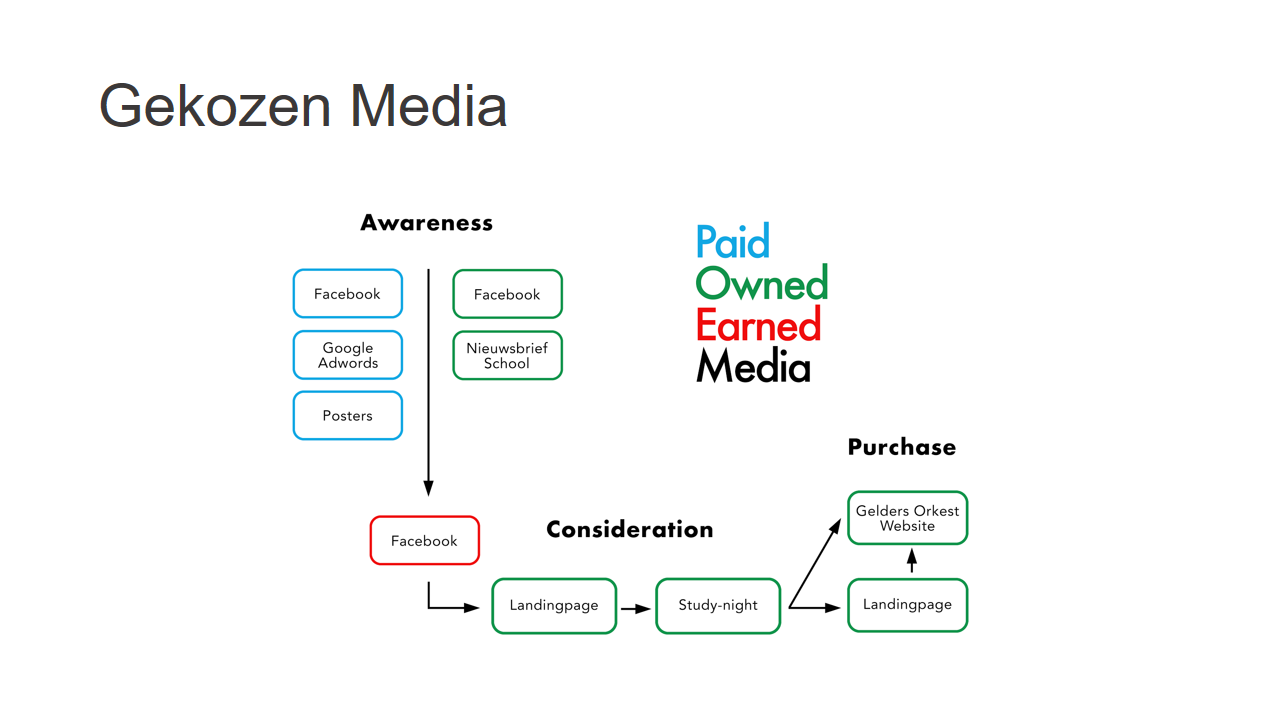 Gekozen Media
Awareness
Facebook
Google
Adwords
Posters
Facebook
Nieuwsbrief
School
Paid
Owned
Earned
Media
Facebook
Consideration
Landingpage
Study-night
Purchase
Gelders Orkest
Website
Landingpage